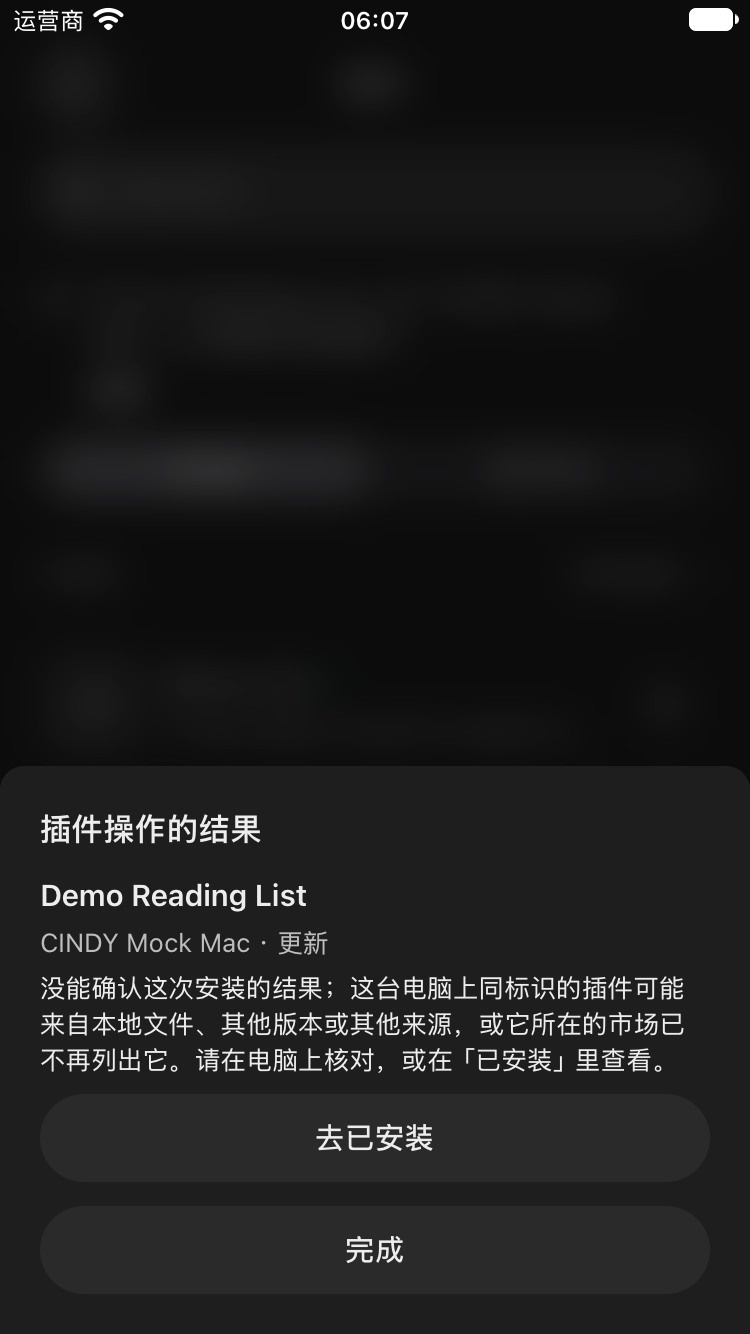 运营商
06:07
插件操作的结果
Demo Reading List
CINDY Mock Mac · 更新
没能确认这次安装的结果；这台电脑上同标识的插件可能
来自本地文件、其他版本或其他来源，或它所在的市场已
不再列出它。请在电脑上核对，或在「已安装」里查看。
去已安装
完成